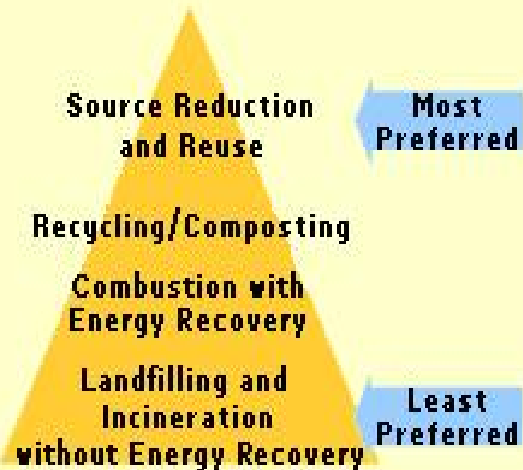 Source Reduction
and Reuse
Most
Preferred
Recycling/Composting
Combustion with
Energy Recovery
Landfilling and
Incineration
without Energy Recovery
Least
Preferred